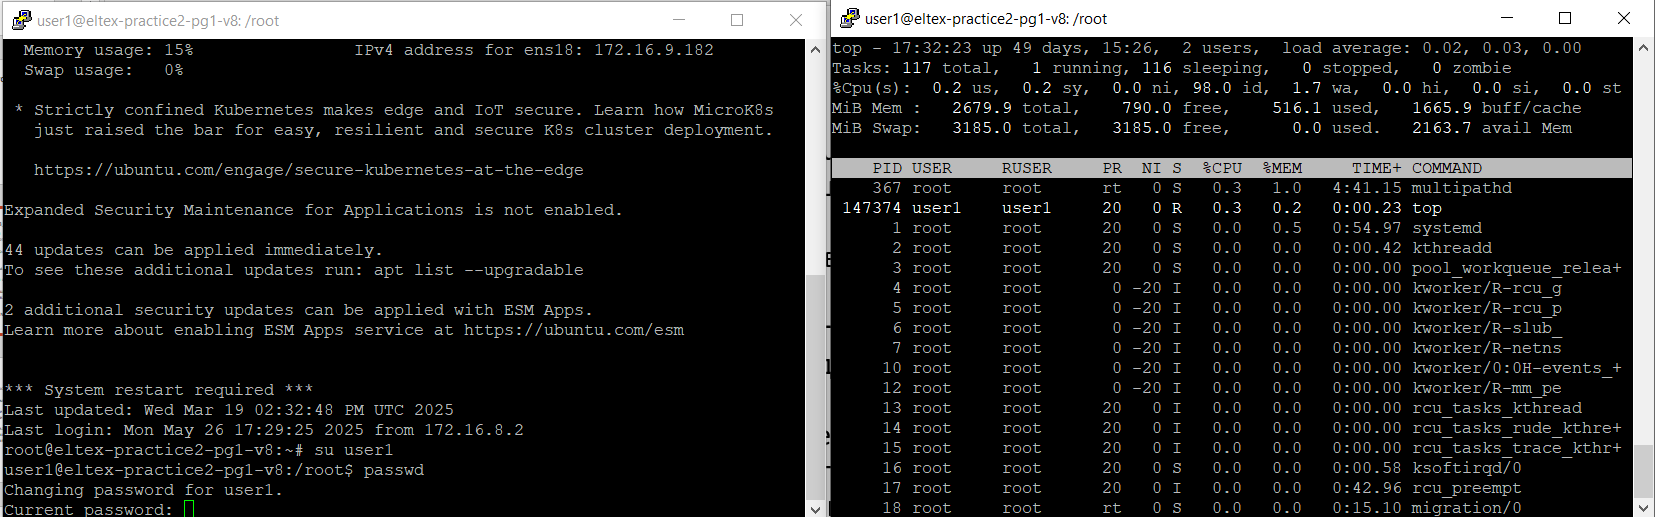 user1@eltex-practice2-pg1-v8: /root
Memory usage: 15%                IPv4 address for ens18: 172.16.9.182
Swap usage:   0%
* Strictly confined Kubernetes makes edge and IoT secure. Learn how MicroK8s
just raised the bar for easy, resilient and secure K8s cluster deployment.
https://ubuntu.com/engage/secure-kubernetes-at-the-edge
Expanded Security Maintenance for Applications is not enabled.
44 updates can be applied immediately.
To see these additional updates run: apt list --upgradable
2 additional security updates can be applied with ESM Apps.
Learn more about enabling ESM Apps service at https://ubuntu.com/esm
*** System restart required ***
Last updated: Wed Mar 19 02:32:48 PM UTC 2025
Last login: Mon May 26 17:29:25 2025 from 172.16.8.2
root@eltex-practice2-pg1-v8:~# su user1
user1@eltex-practice2-pg1-v8:/root$ passwd
Changing password for user1.
Current password:
user1@eltex-practice2-pg1-v8: /root
top - 17:32:23 up 49 days, 15:26,  2 users,  load average: 0.02, 0.03, 0.00
Tasks: 117 total,   1 running, 116 sleeping,   0 stopped,   0 zombie
%Cpu(s):  0.2 us,  0.2 sy,  0.0 ni, 98.0 id,  1.7 wa,  0.0 hi,  0.0 si,  0.0 st
MiB Mem :   2679.9 total,    790.0 free,    516.1 used,   1665.9 buff/cache
MiB Swap:   3185.0 total,   3185.0 free,      0.0 used.   2163.7 avail Mem
PID USER     RUSER     PR  NI S  %CPU  %MEM     TIME+ COMMAND
367 root     root      rt   0 S   0.3   1.0   4:41.15 multipathd
147374 user1    user1     20   0 R   0.3   0.2   0:00.23 top
1 root     root      20   0 S   0.0   0.5   0:54.97 systemd
2 root     root      20   0 S   0.0   0.0   0:00.42 kthreadd
3 root     root      20   0 S   0.0   0.0   0:00.00 pool_workqueue_relea+
4 root     root       0 -20 I   0.0   0.0   0:00.00 kworker/R-rcu_g
5 root     root       0 -20 I   0.0   0.0   0:00.00 kworker/R-rcu_p
6 root     root       0 -20 I   0.0   0.0   0:00.00 kworker/R-slub_
7 root     root       0 -20 I   0.0   0.0   0:00.00 kworker/R-netns
10 root     root       0 -20 I   0.0   0.0   0:00.00 kworker/0:0H-events_+
12 root     root       0 -20 I   0.0   0.0   0:00.00 kworker/R-mm_pe
13 root     root      20   0 I   0.0   0.0   0:00.00 rcu_tasks_kthread
14 root     root      20   0 I   0.0   0.0   0:00.00 rcu_tasks_rude_kthre+
15 root     root      20   0 I   0.0   0.0   0:00.00 rcu_tasks_trace_kthr+
16 root     root      20   0 S   0.0   0.0   0:00.58 ksoftirqd/0
17 root     root      20   0 I   0.0   0.0   0:42.96 rcu_preempt
18 root     root      rt   0 S   0.0   0.0   0:15.10 migration/0